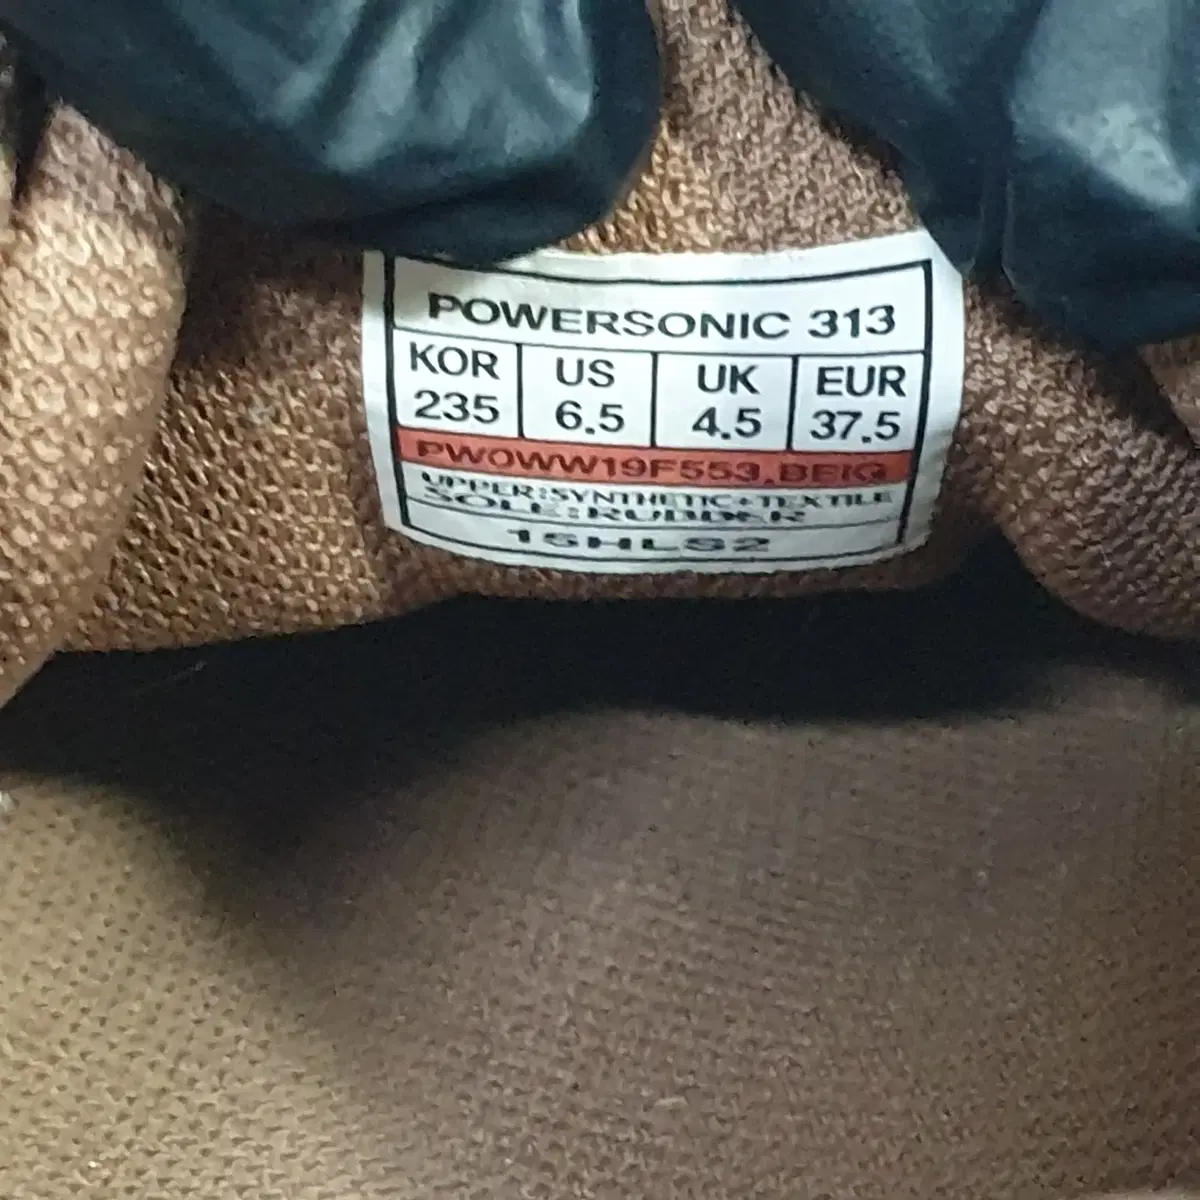 POWERSONIC 313
KOR US UK EUR
235 6.5 4.5 37.5
PWOWW19F553.BEIG
UPPER:SYNTHETIC+TEXTILE
SOLE:RUBBER
15HLS2